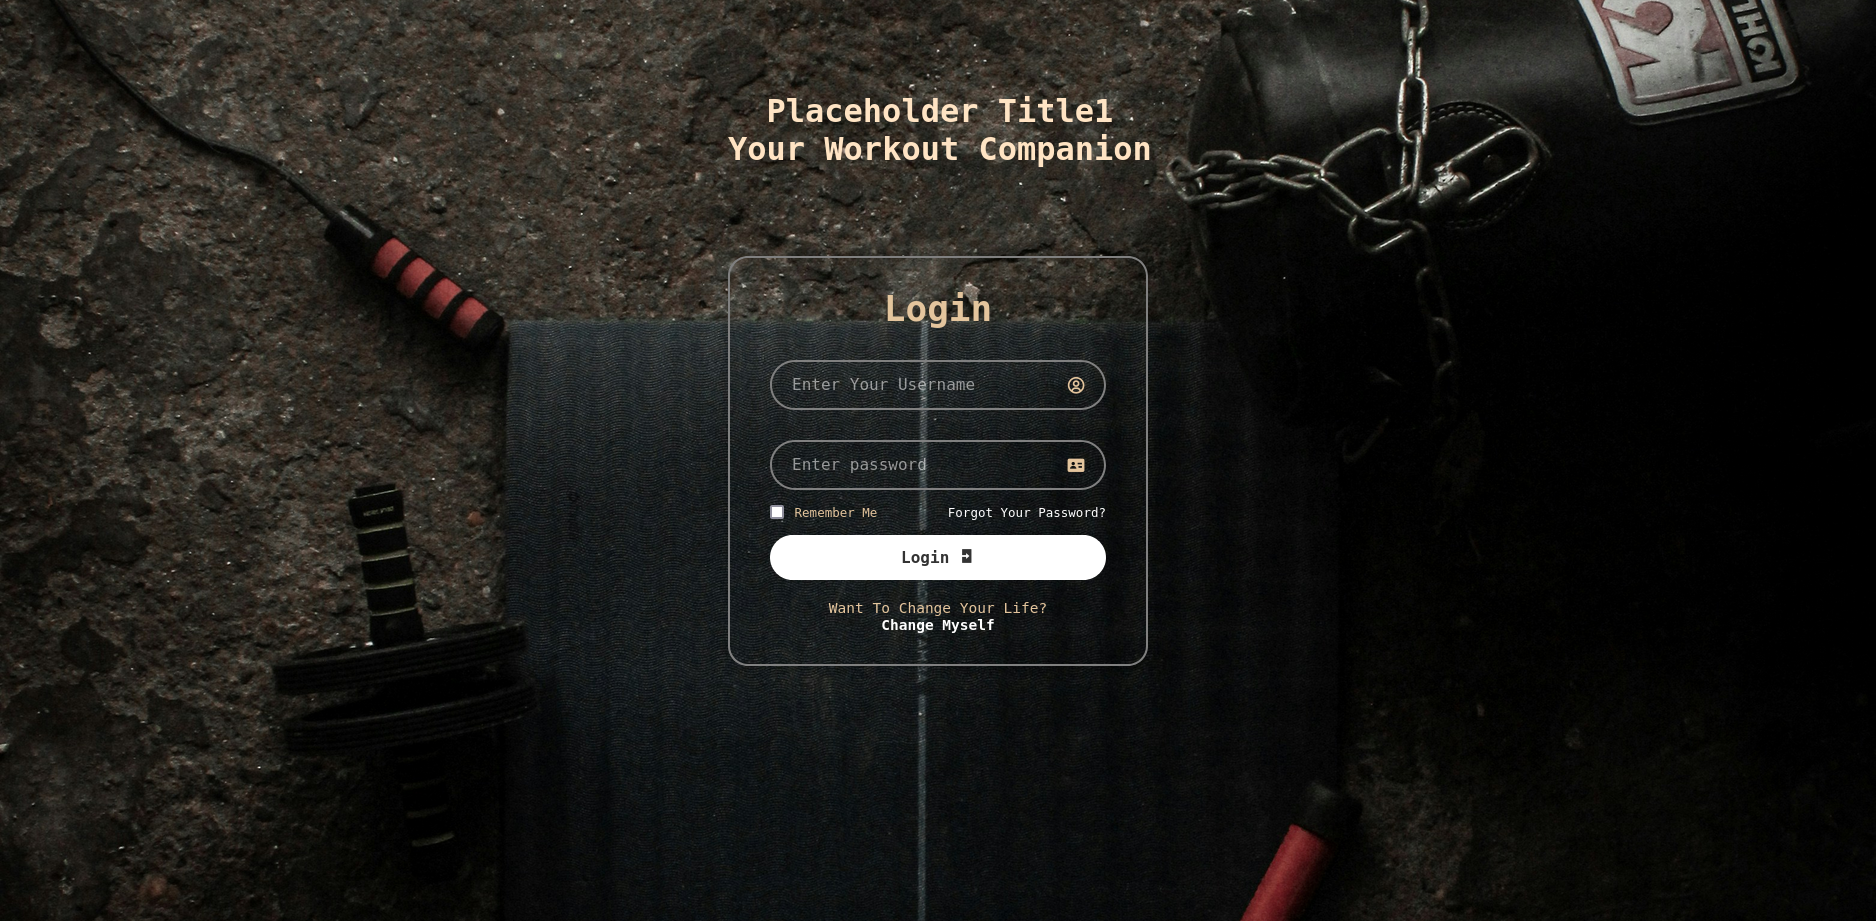 Placeholder Title1
Your Workout Companion
Login
Enter Your Username
Enter password
Remember Me
Forgot Your Password?
Login
Want To Change Your Life?
Change Myself